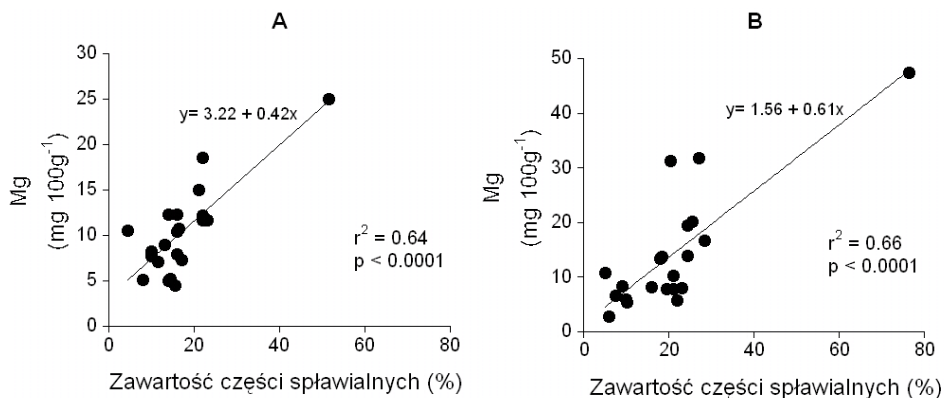 A
30
25
20
15
10
5
0
Mg
(mg 100g⁻¹)
y= 3.22 + 0.42x
r² = 0.64
p < 0.0001
0 20 40 60 80
Zawartość części spławialnych (%)
B
50
40
30
20
10
0
Mg
(mg 100g⁻¹)
y= 1.56 + 0.61x
r² = 0.66
p < 0.0001
0 20 40 60 80
Zawartość części spławialnych (%)